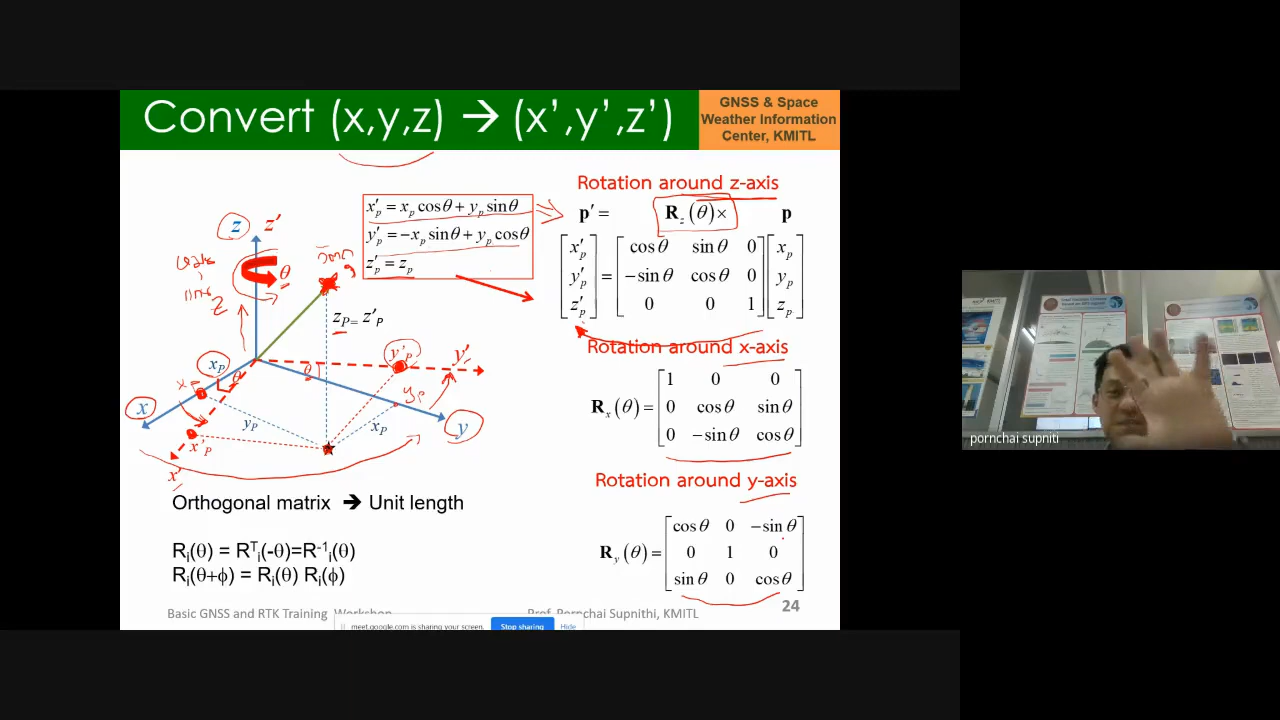 Convert (x,y,z) ➔ (x',y',z')
GNSS & Space
Weather Information
Center, KMITL
x′p = xp cosθ + yp sinθ
y′p = −xp sinθ + yp cosθ
z′p = zp
Rotation around z-axis
p′ = Rz(θ)× p
x′p cosθ sinθ 0 xp
y′p = −sinθ cosθ 0 yp
z′p 0 0 1 zp
z z'
θ
Z
zP= z'P
xP
y'P
y'
θ
θ
xP
yP
x
yP
xP
y
x'P
x'
Rotation around x-axis
1 0 0
Rx(θ) = 0 cosθ sinθ
0 −sinθ cosθ
Rotation around y-axis
cosθ 0 −sinθ
Ry(θ) = 0 1 0
sinθ 0 cosθ
Orthogonal matrix ➔ Unit length
Ri(θ) = RTi(-θ)=R-1i(θ)
Ri(θ+ϕ) = Ri(θ) Ri(ϕ)
Basic GNSS and RTK Training Workshop
Prof. Pornchai Supnithi, KMITL
24
meet.google.com is sharing your screen.
Stop sharing
Hide
pornchai supniti